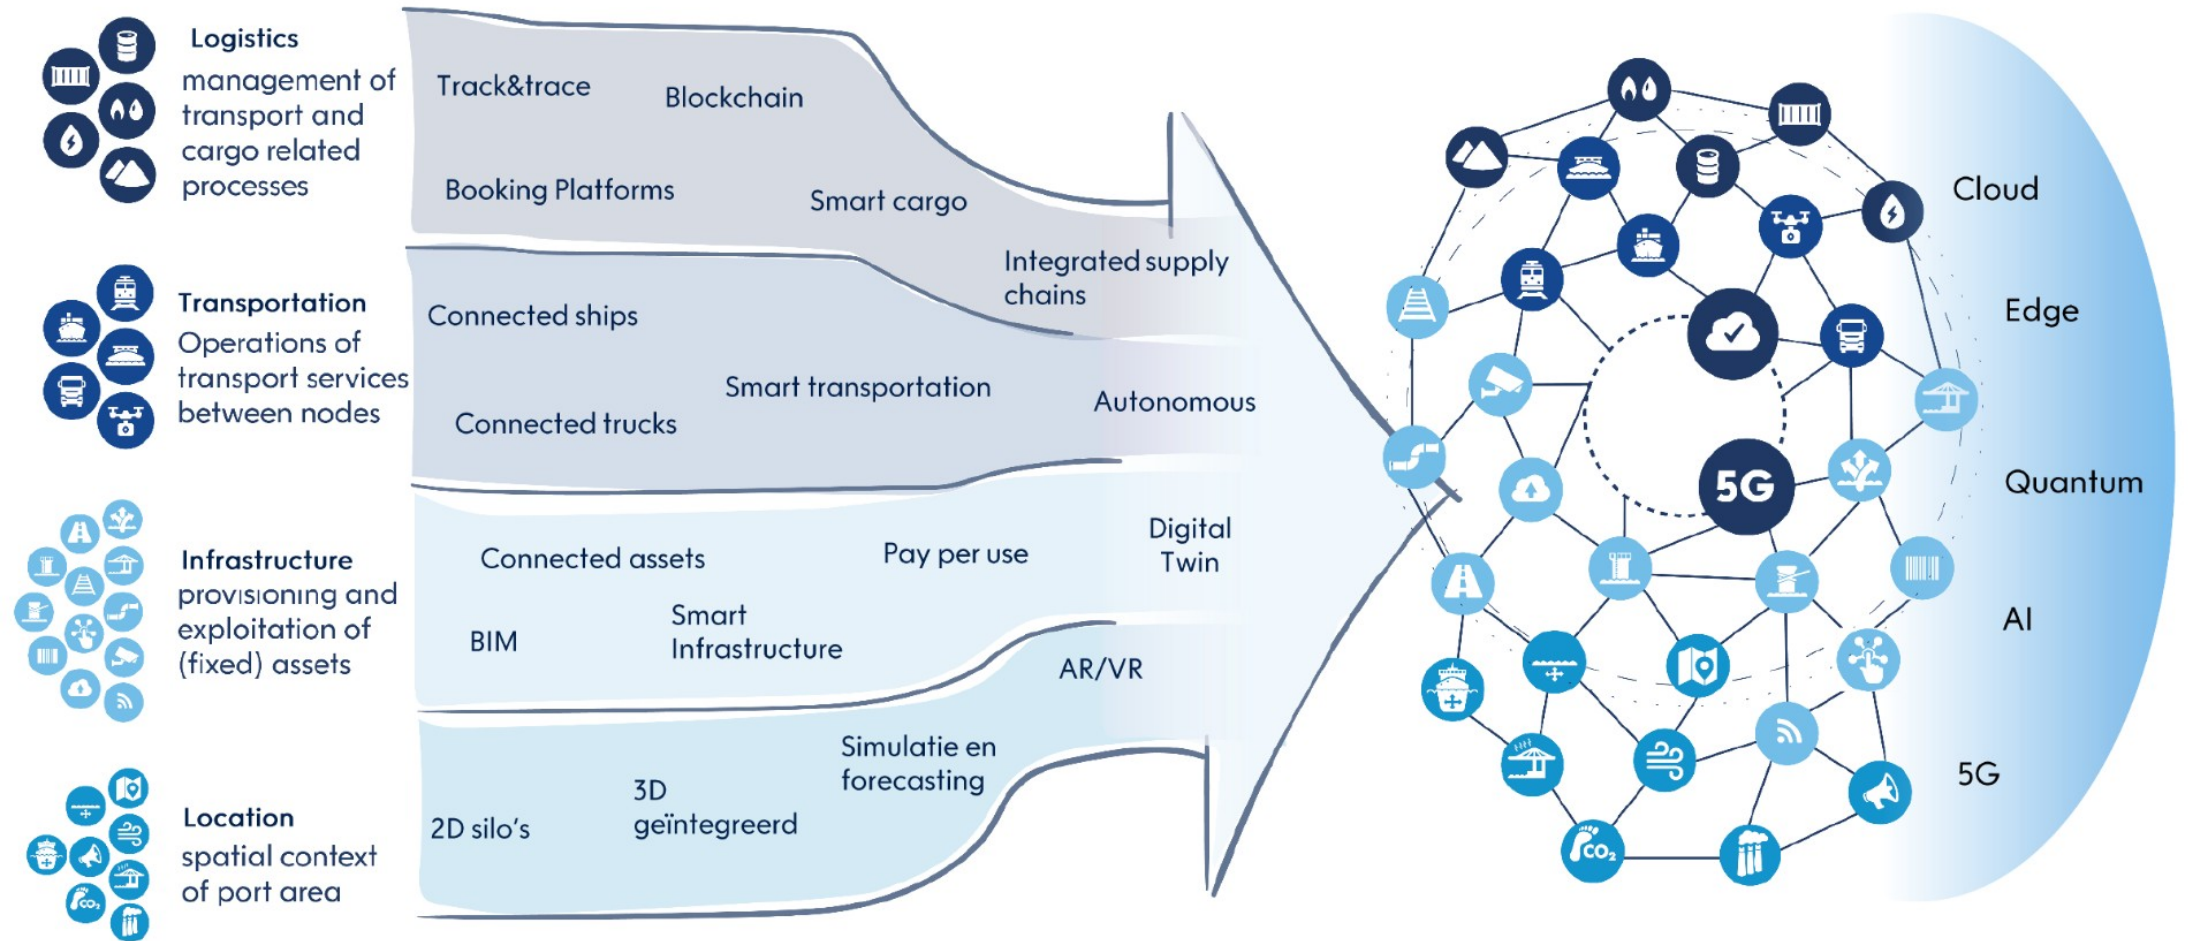 Logistics
management of
transport and
cargo related
processes
Track&trace
Blockchain
Booking Platforms
Smart cargo
Integrated supply
chains
Transportation
Operations of
transport services
between nodes
Connected ships
Smart transportation
Connected trucks
Autonomous
Infrastructure
provisioning and
exploitation of
(fixed) assets
Connected assets
Pay per use
Digital
Twin
BIM
Smart
Infrastructure
AR/VR
Location
spatial context
of port area
CO₂
2D silo's
3D
geïntegreerd
Simulatie en
forecasting
5G
CO₂
Cloud
Edge
Quantum
AI
5G